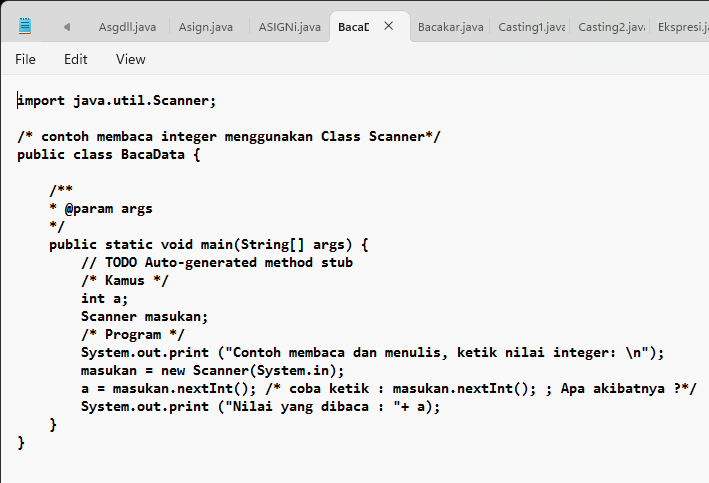 Asgdll.java Asign.java ASIGNi.java BacaD Bacakar.java Casting1.java Casting2.java Ekspresi.j
File Edit View
import java.util.Scanner;
/* contoh membaca integer menggunakan Class Scanner*/
public class BacaData {
/**
* @param args
*/
public static void main(String[] args) {
// TODO Auto-generated method stub
/* Kamus */
int a;
Scanner masukan;
/* Program */
System.out.print ("Contoh membaca dan menulis, ketik nilai integer: \n");
masukan = new Scanner(System.in);
a = masukan.nextInt(); /* coba ketik : masukan.nextInt(); ; Apa akibatnya ?*/
System.out.print ("Nilai yang dibaca : "+ a);
}
}